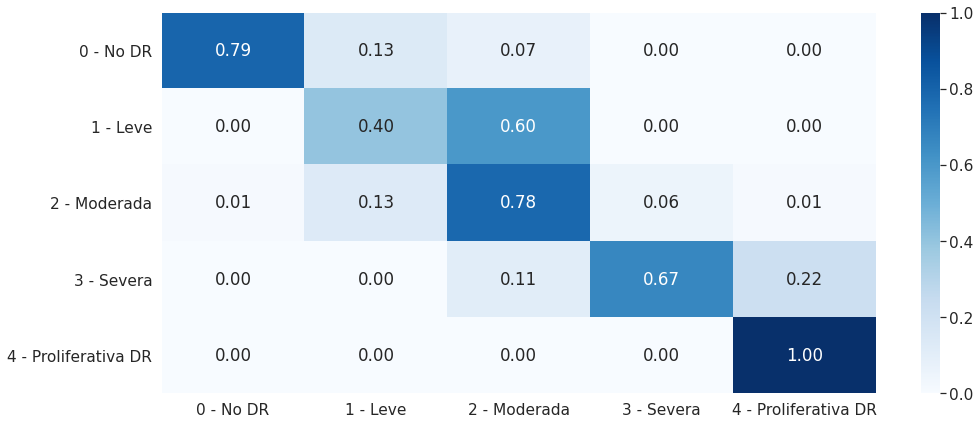 1.0
0 - No DR 0.79 0.13 0.07 0.00 0.00
0.8
1 - Leve 0.00 0.40 0.60 0.00 0.00
0.6
2 - Moderada 0.01 0.13 0.78 0.06 0.01
0.4
3 - Severa 0.00 0.00 0.11 0.67 0.22
0.2
4 - Proliferativa DR 0.00 0.00 0.00 0.00 1.00
0.0
0 - No DR 1 - Leve 2 - Moderada 3 - Severa 4 - Proliferativa DR